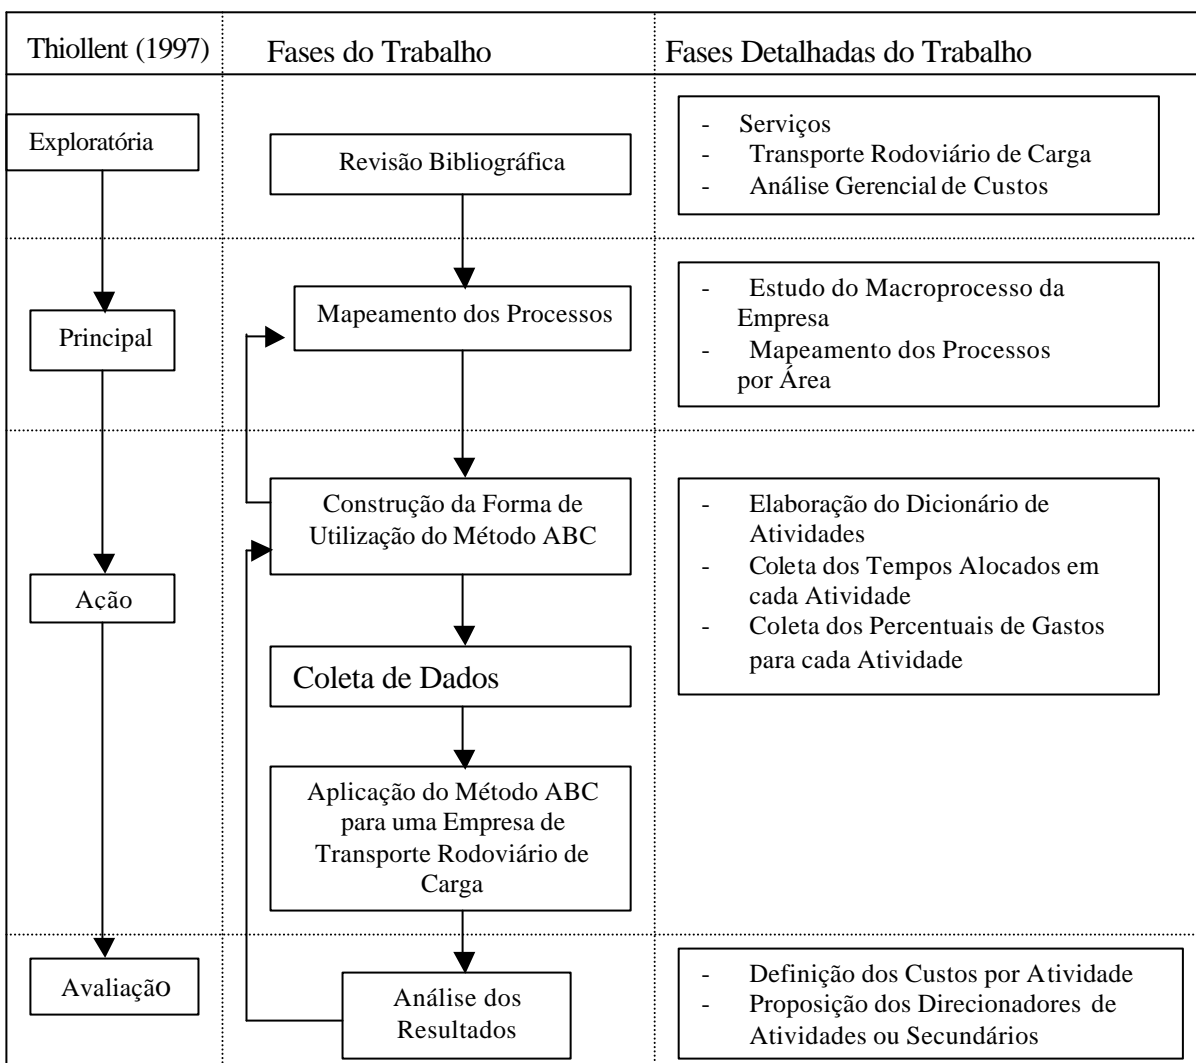 Thiollent (1997)
Fases do Trabalho
Fases Detalhadas do Trabalho
Exploratória
Revisão Bibliográfica
- Serviços
- Transporte Rodoviário de Carga
- Análise Gerencial de Custos
Principal
Mapeamento dos Processos
- Estudo do Macroprocesso da
Empresa
- Mapeamento dos Processos
por Área
Ação
Construção da Forma de
Utilização do Método ABC
Coleta de Dados
Aplicação do Método ABC
para uma Empresa de
Transporte Rodoviário de
Carga
- Elaboração do Dicionário de
Atividades
- Coleta dos Tempos Alocados em
cada Atividade
- Coleta dos Percentuais de Gastos
para cada Atividade
Avaliação
Análise dos
Resultados
- Definição dos Custos por Atividade
- Proposição dos Direcionadores de
Atividades ou Secundários